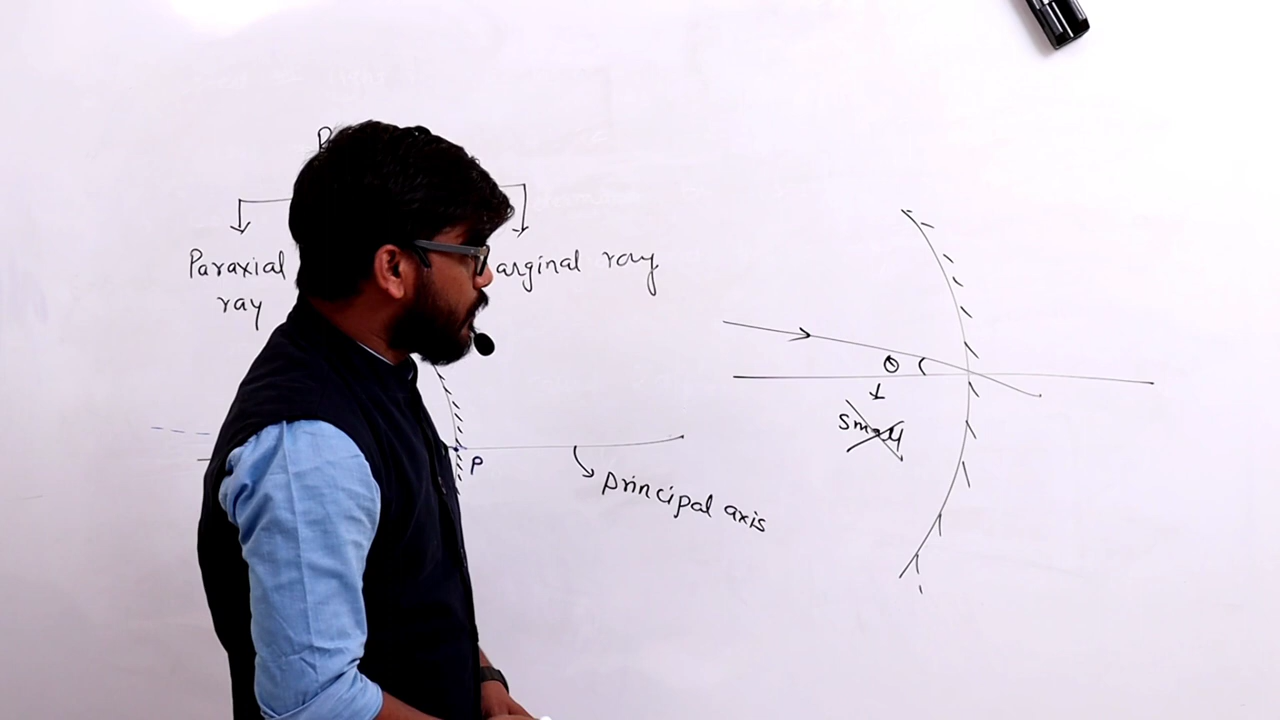 Paraxial
ray
arginal ray
θ
small
P
principal axis